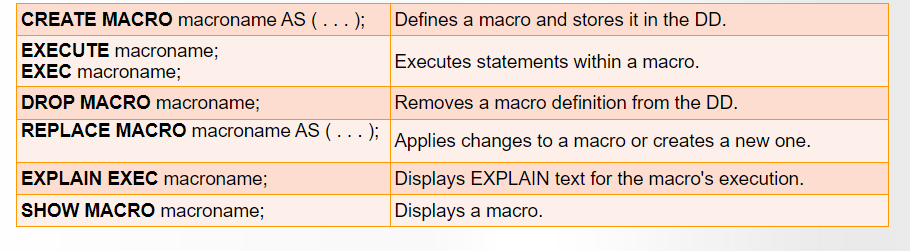 CREATE MACRO macroname AS ( . . . );
Defines a macro and stores it in the DD.
EXECUTE macroname;
EXEC macroname;
Executes statements within a macro.
DROP MACRO macroname;
Removes a macro definition from the DD.
REPLACE MACRO macroname AS ( . . . );
Applies changes to a macro or creates a new one.
EXPLAIN EXEC macroname;
Displays EXPLAIN text for the macro's execution.
SHOW MACRO macroname;
Displays a macro.